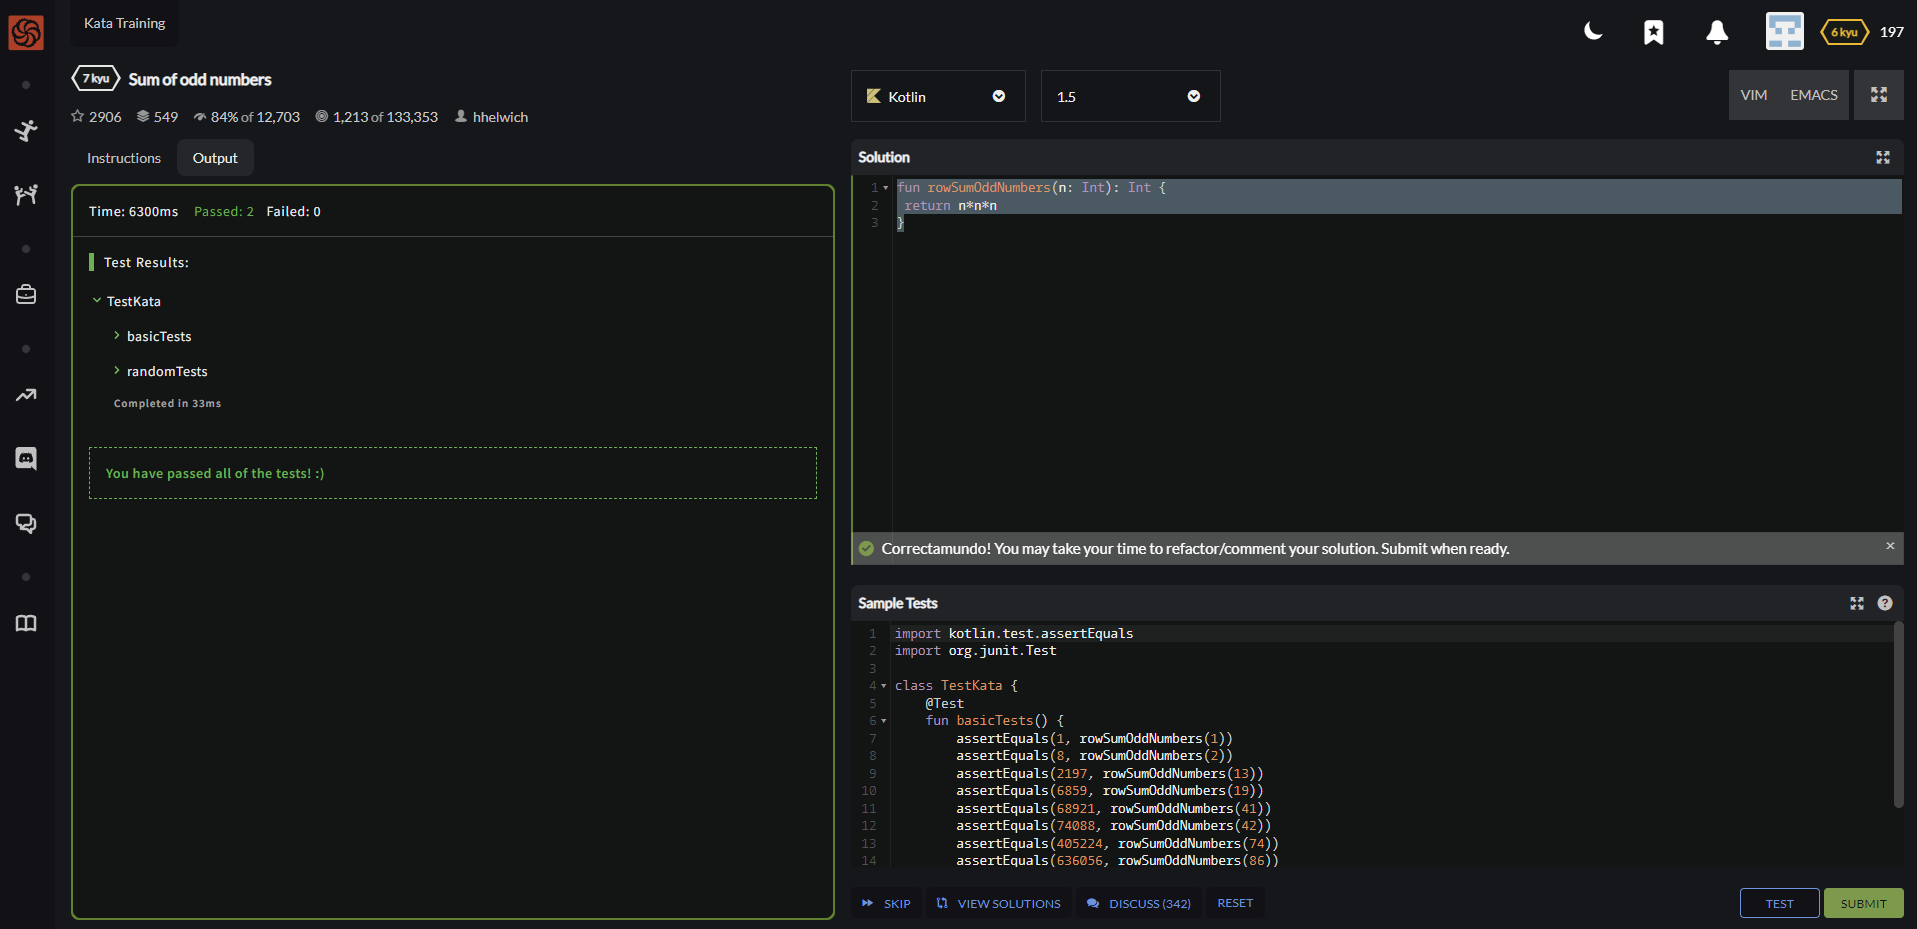 Kata Training
6 kyu 197
7 kyu Sum of odd numbers
2906 549 84% of 12,703 1,213 of 133,353 hhelwich
Instructions Output
Time: 6300ms Passed: 2 Failed: 0
Test Results:
TestKata
basicTests
randomTests
Completed in 33ms
You have passed all of the tests! :)
Kotlin 1.5
VIM EMACS
Solution
1 fun rowSumOddNumbers(n: Int): Int {
2 return n*n*n
3 }
Correctamundo! You may take your time to refactor/comment your solution. Submit when ready. ×
Sample Tests ?
1 import kotlin.test.assertEquals
2 import org.junit.Test
3
4 class TestKata {
5 @Test
6 fun basicTests() {
7 assertEquals(1, rowSumOddNumbers(1))
8 assertEquals(8, rowSumOddNumbers(2))
9 assertEquals(2197, rowSumOddNumbers(13))
10 assertEquals(6859, rowSumOddNumbers(19))
11 assertEquals(68921, rowSumOddNumbers(41))
12 assertEquals(74088, rowSumOddNumbers(42))
13 assertEquals(405224, rowSumOddNumbers(74))
14 assertEquals(636056, rowSumOddNumbers(86))
SKIP VIEW SOLUTIONS DISCUSS (342) RESET TEST SUBMIT